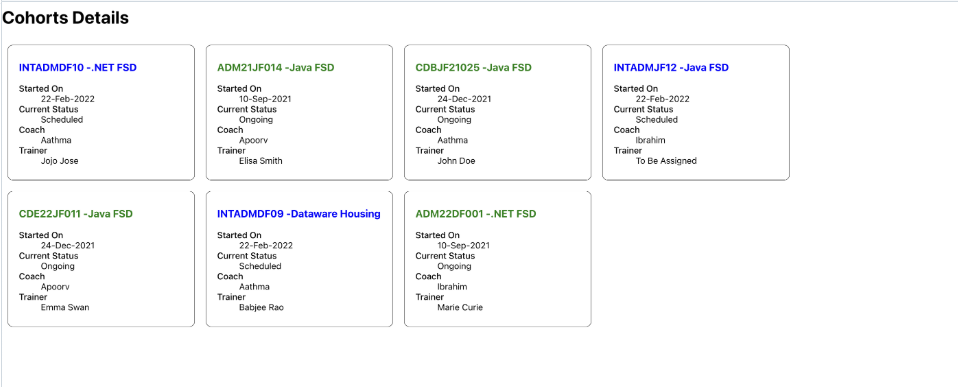 Cohorts Details
INTADMDF10 -.NET FSD
Started On
22-Feb-2022
Current Status
Scheduled
Coach
Aathma
Trainer
Jojo Jose
ADM21JF014 -Java FSD
Started On
10-Sep-2021
Current Status
Ongoing
Coach
Apoorv
Trainer
Elisa Smith
CDBJF21025 -Java FSD
Started On
24-Dec-2021
Current Status
Ongoing
Coach
Aathma
Trainer
John Doe
INTADMJF12 -Java FSD
Started On
22-Feb-2022
Current Status
Scheduled
Coach
Ibrahim
Trainer
To Be Assigned
CDE22JF011 -Java FSD
Started On
24-Dec-2021
Current Status
Ongoing
Coach
Apoorv
Trainer
Emma Swan
INTADMDF09 -Dataware Housing
Started On
22-Feb-2022
Current Status
Scheduled
Coach
Aathma
Trainer
Babjee Rao
ADM22DF001 -.NET FSD
Started On
10-Sep-2021
Current Status
Ongoing
Coach
Ibrahim
Trainer
Marie Curie